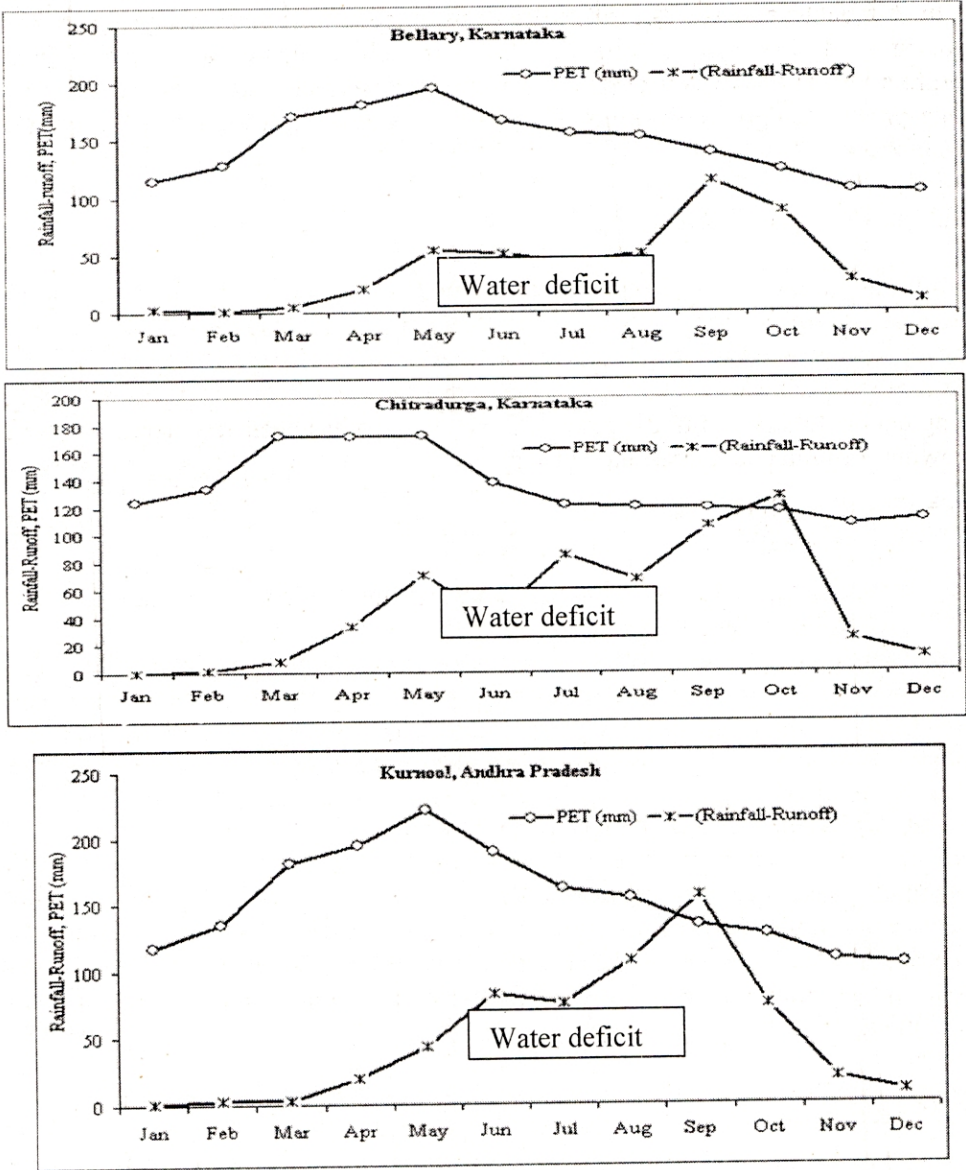 Bellary, Karnataka
PET (mm) (Rainfall-Runoff)
Rainfall-runoff, PET(mm)
250
200
150
100
50
0
Water deficit
Jan Feb Mar Apr May Jun Jul Aug Sep Oct Nov Dec
Chitradurga, Karnataka
PET (mm) (Rainfall-Runoff)
Rainfall-Runoff, PET (mm)
200
180
160
140
120
100
80
60
40
20
0
Water deficit
Jan Feb Mar Apr May Jun Jul Aug Sep Oct Nov Dec
Kurnool, Andhra Pradesh
PET (mm) (Rainfall-Runoff)
Rainfall-Runoff, PET (mm)
250
200
150
100
50
0
Water deficit
Jan Feb Mar Apr May Jun Jul Aug Sep Oct Nov Dec